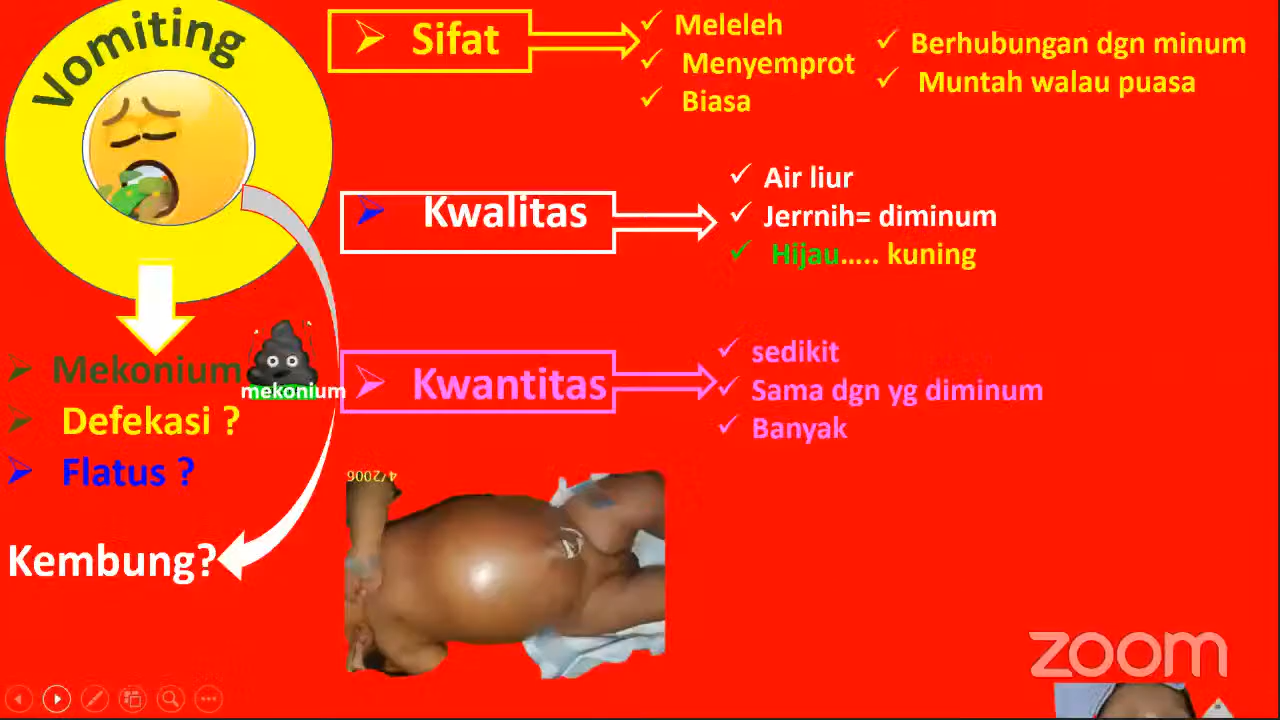 Vomiting
Sifat
Meleleh
Menyemprot
Biasa
Berhubungan dgn minum
Muntah walau puasa
Kwalitas
Air liur
Jerrnih= diminum
Hijau..... kuning
Mekonium
mekonium
Defekasi ?
Flatus ?
Kembung?
Kwantitas
sedikit
Sama dgn yg diminum
Banyak
4/2006
zoom